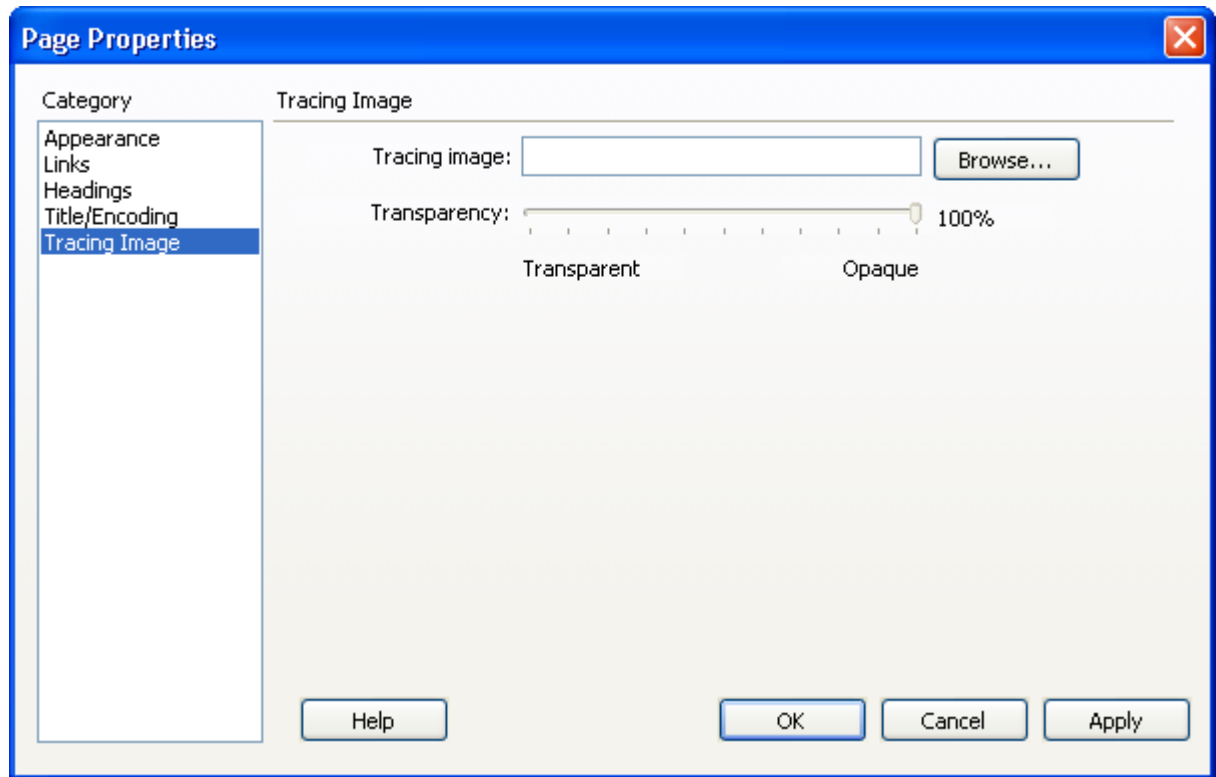 Page Properties
Category
Appearance
Links
Headings
Title/Encoding
Tracing Image
Tracing Image
Tracing image:
Browse...
Transparency:
100%
Transparent
Opaque
Help
OK
Cancel
Apply